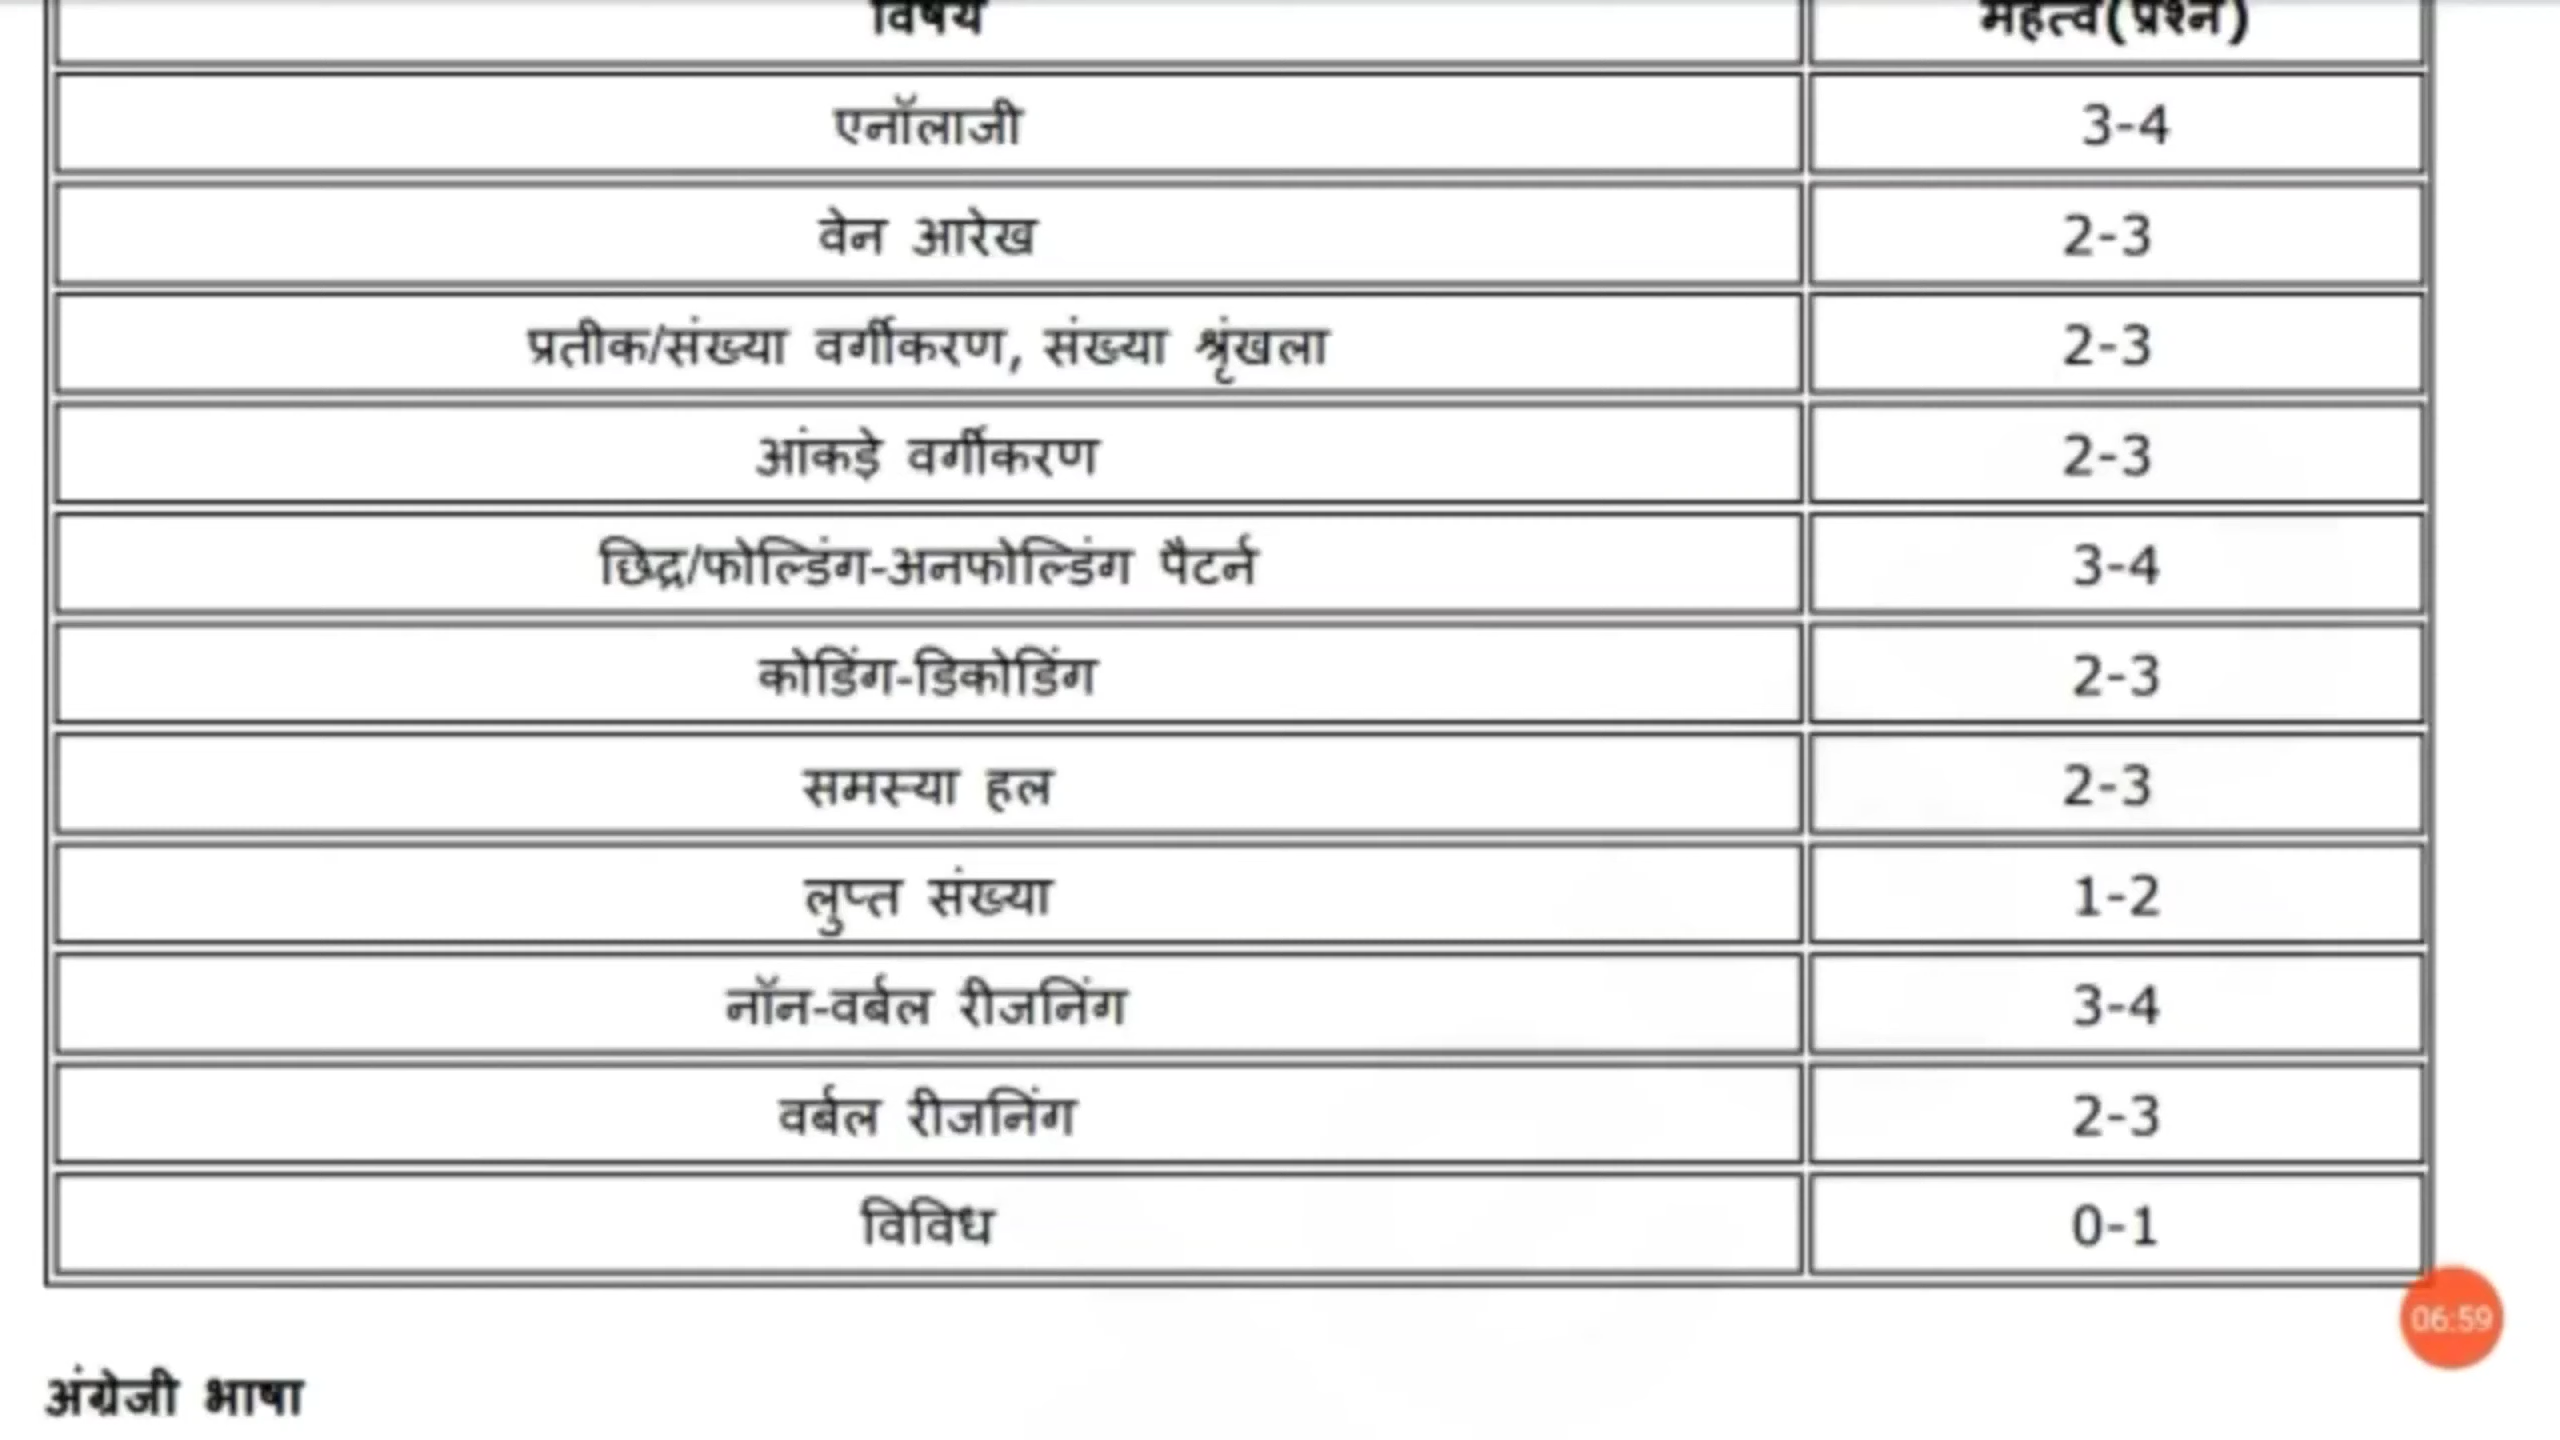 विषय महत्व(प्रश्न)
एनॉलाजी 3-4
वेन आरेख 2-3
प्रतीक/संख्या वर्गीकरण, संख्या श्रृंखला 2-3
आंकड़े वर्गीकरण 2-3
छिद्र/फोल्डिंग-अनफोल्डिंग पैटर्न 3-4
कोडिंग-डिकोडिंग 2-3
समस्या हल 2-3
लुप्त संख्या 1-2
नॉन-वर्बल रीजनिंग 3-4
वर्बल रीजनिंग 2-3
विविध 0-1
06:59
अंग्रेजी भाषा